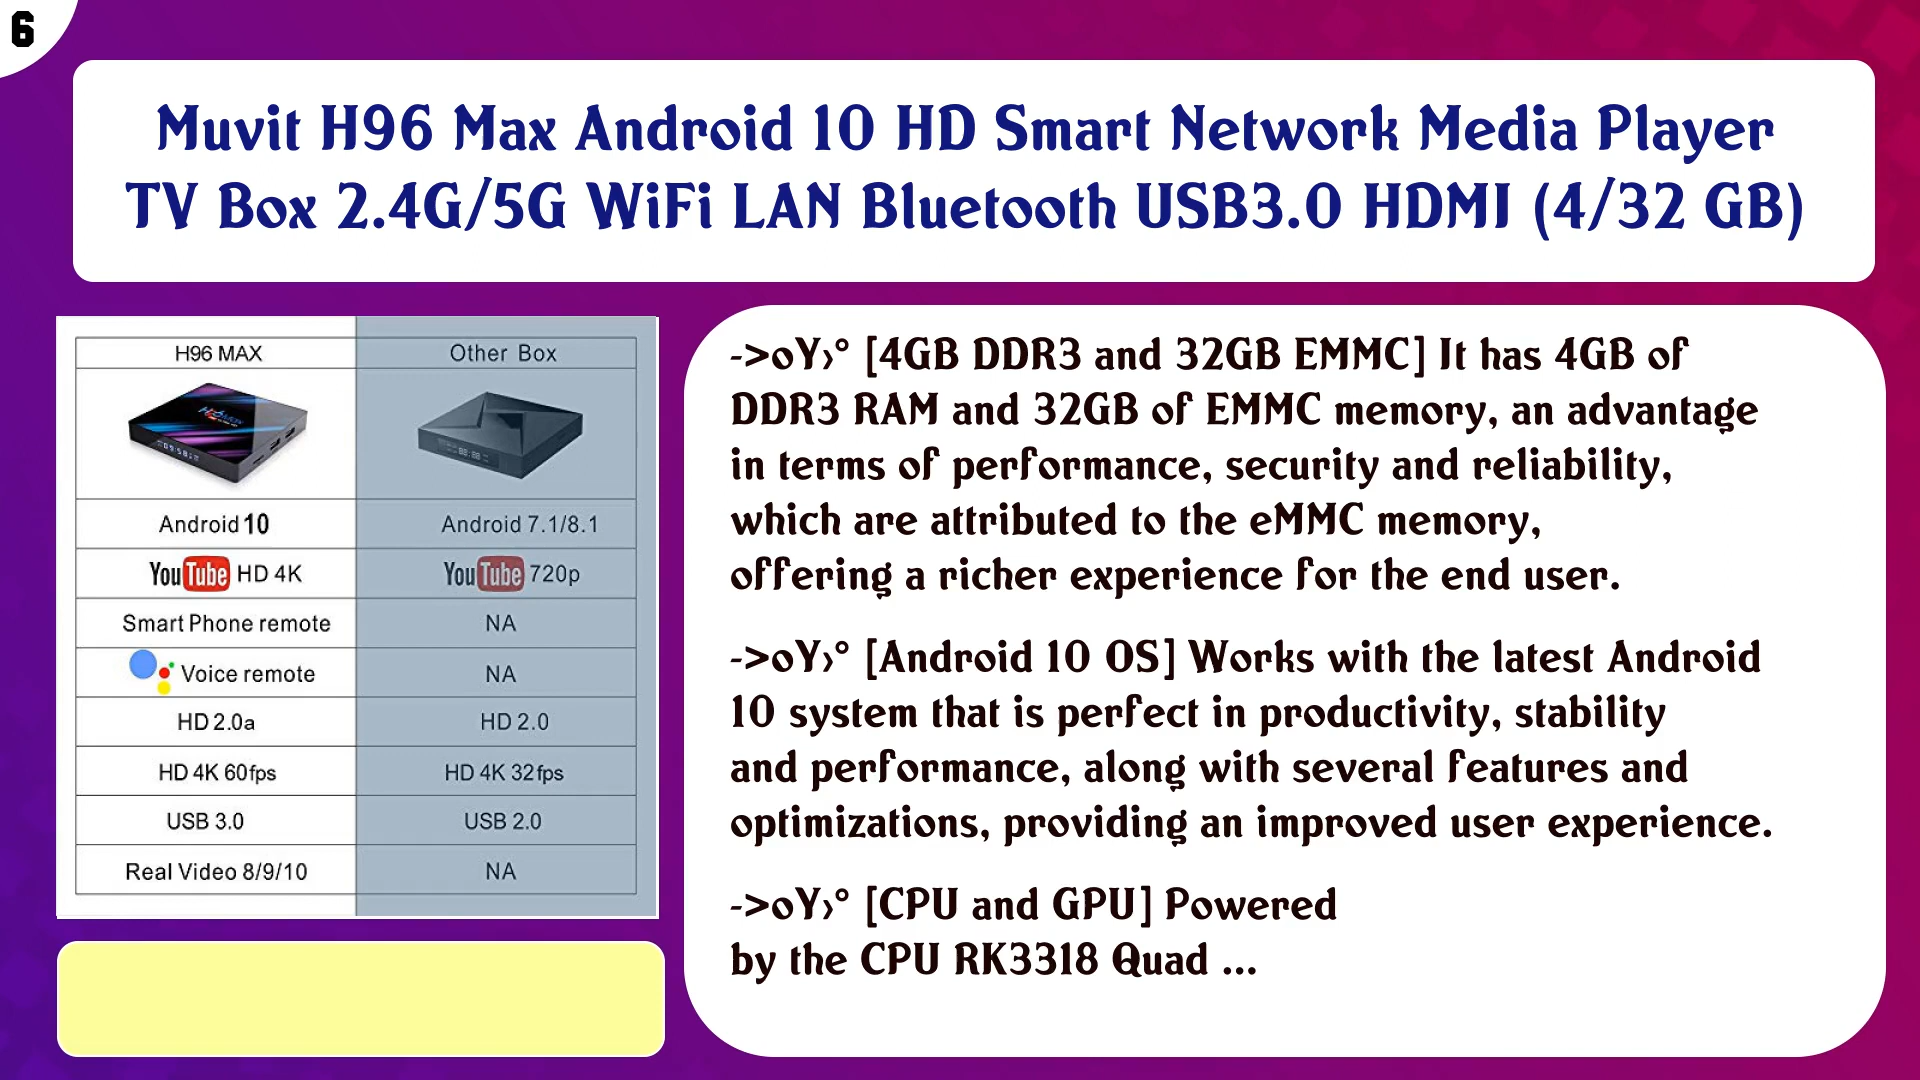 6
Muvit H96 Max Android 10 HD Smart Network Media Player
TV Box 2.4G/5G WiFi LAN Bluetooth USB3.0 HDMI (4/32 GB)
H96 MAX Other Box
Android 10 Android 7.1/8.1
YouTube HD 4K YouTube 720p
Smart Phone remote NA
Voice remote NA
HD 2.0a HD 2.0
HD 4K 60fps HD 4K 32fps
USB 3.0 USB 2.0
Real Video 8/9/10 NA
->oY›° [4GB DDR3 and 32GB EMMC] It has 4GB of
DDR3 RAM and 32GB of EMMC memory, an advantage
in terms of performance, security and reliability,
which are attributed to the eMMC memory,
offering a richer experience for the end user.
->oY›° [Android 10 OS] Works with the latest Android
10 system that is perfect in productivity, stability
and performance, along with several features and
optimizations, providing an improved user experience.
->oY›° [CPU and GPU] Powered
by the CPU RK3318 Quad ...